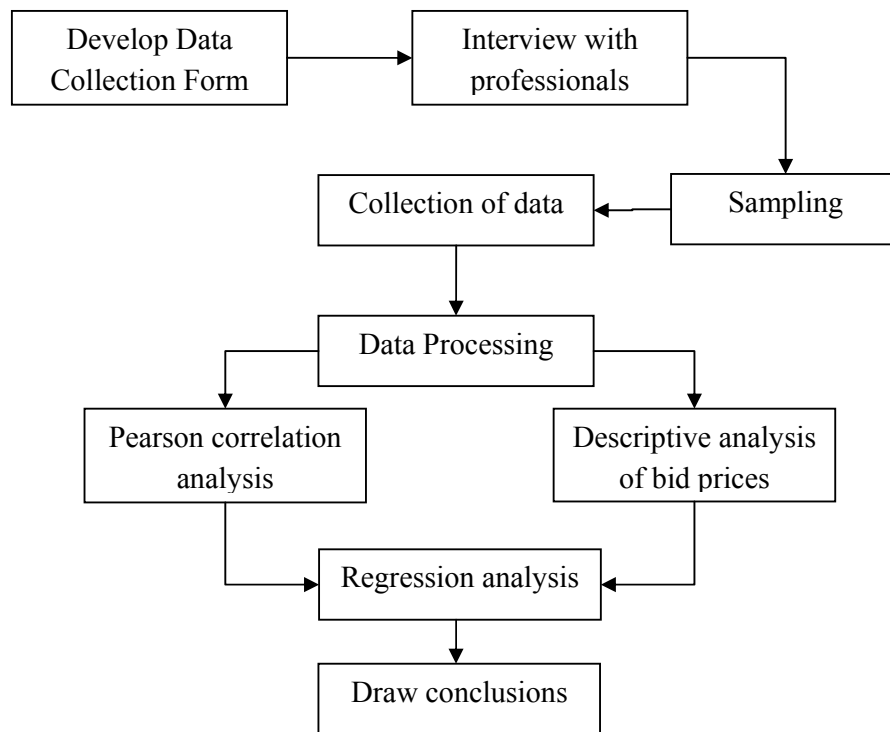 Develop Data
Collection Form
Interview with
professionals
Sampling
Collection of data
Data Processing
Pearson correlation
analysis
Descriptive analysis
of bid prices
Regression analysis
Draw conclusions